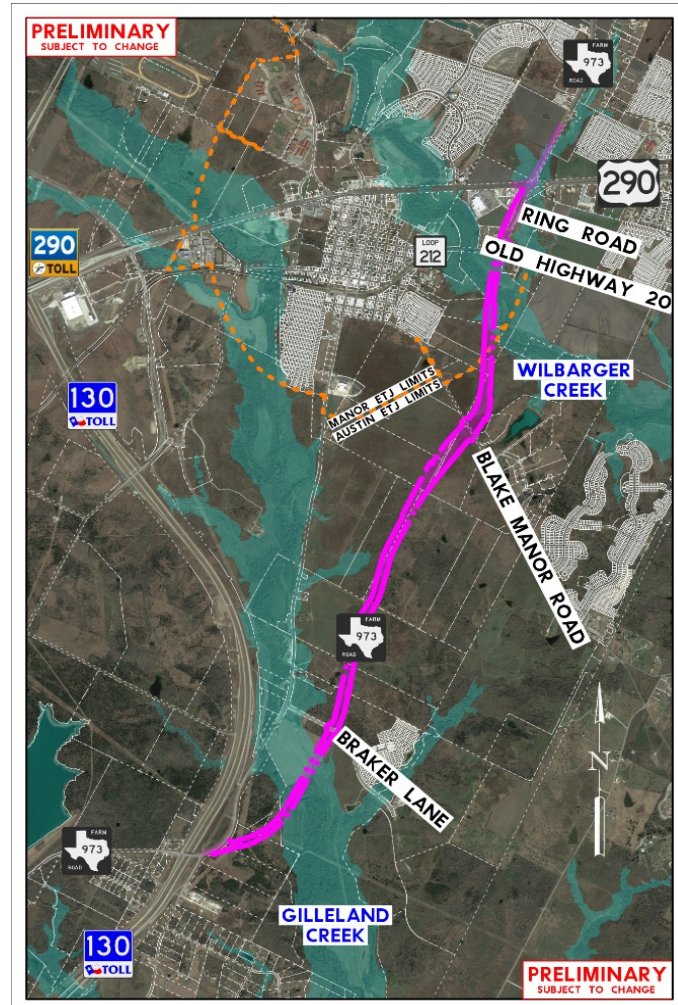 PRELIMINARY
SUBJECT TO CHANGE
FARM
973
ROAD
290
RING ROAD
290
TOLL
LOOP
212
OLD HIGHWAY 20
WILBARGER
CREEK
130
TOLL
MANOR ETJ LIMITS
AUSTIN ETJ LIMITS
BLAKE MANOR ROAD
FARM
973
ROAD
N
BRAKER LANE
FARM
973
ROAD
GILLELAND
CREEK
130
TOLL
PRELIMINARY
SUBJECT TO CHANGE